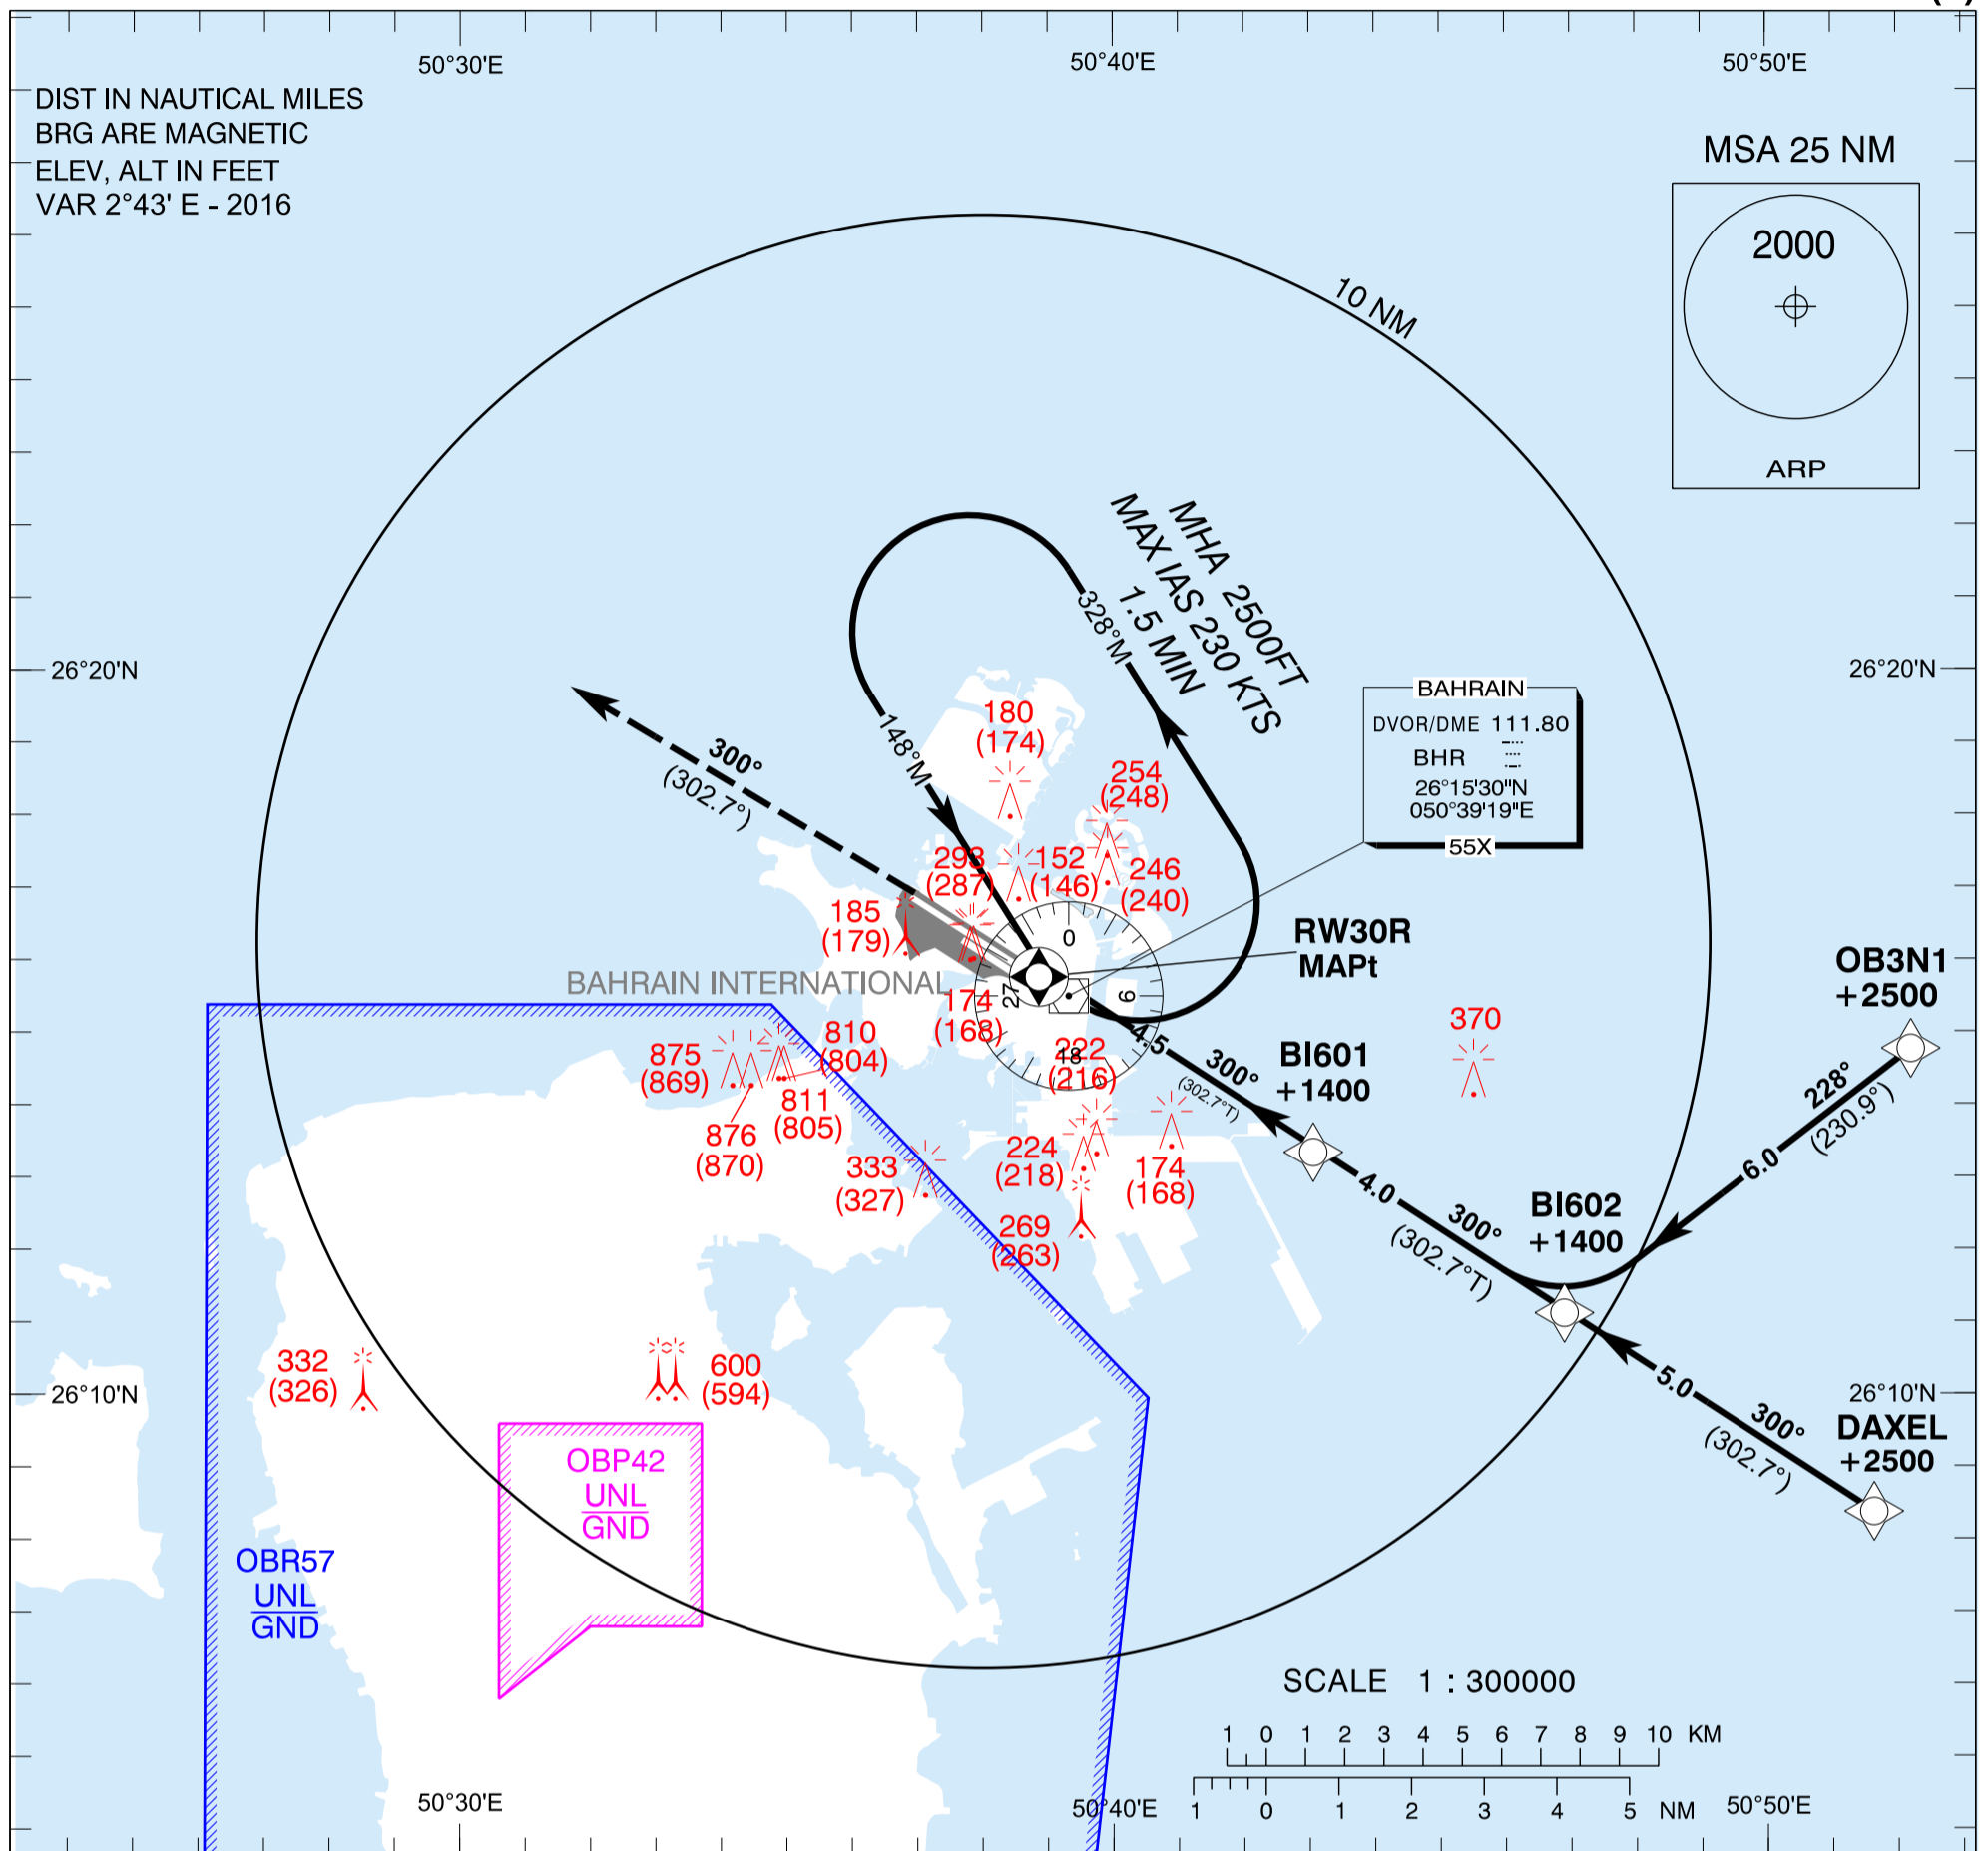 50°30'E
50°40'E
50°50'E
DIST IN NAUTICAL MILES
BRG ARE MAGNETIC
ELEV, ALT IN FEET
VAR 2°43' E - 2016
MSA 25 NM
2000
ARP
10 NM
MHA 2500FT
MAX IAS 230 KTS
1.5 MIN
328°M
148°M
26°20'N
26°20'N
300°
(302.7°)
180
(174)
254
(248)
293
(287)
152
(146)
246
(240)
185
(179)
BAHRAIN
DVOR/DME 111.80
BHR
26°15'30"N
050°39'19"E
55X
RW30R
MAPt
OB3N1
+2500
BAHRAIN INTERNATIONAL
0
6
18
27
174
(168)
222
(216)
4.5
300°
(302.7°T)
BI601
+1400
370
228°
(230.9°)
6.0
875
(869)
810
(804)
811
(805)
876
(870)
333
(327)
224
(218)
174
(168)
269
(263)
4.0
300°
(302.7°T)
BI602
+1400
332
(326)
600
(594)
26°10'N
26°10'N
5.0
300°
(302.7°)
DAXEL
+2500
OBP42
UNL
GND
OBR57
UNL
GND
SCALE 1 : 300000
1 0 1 2 3 4 5 6 7 8 9 10 KM
1 0 1 2 3 4 5 NM
50°30'E
50°40'E
50°50'E